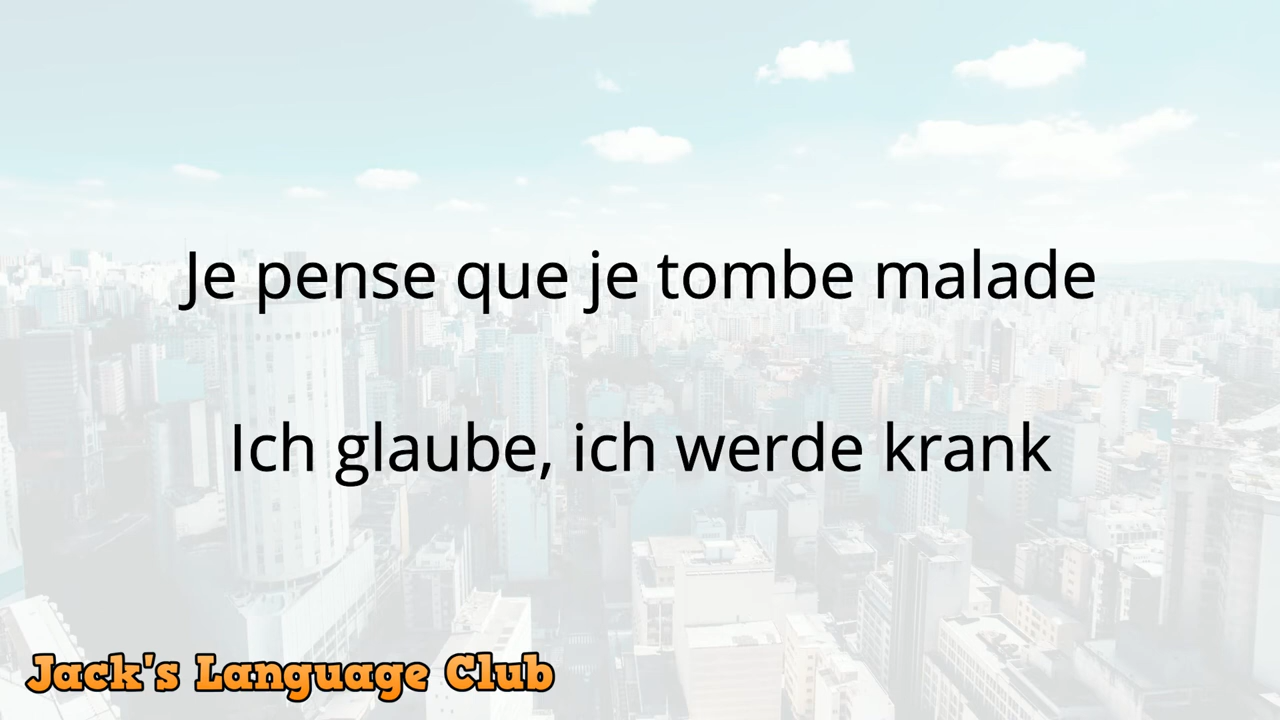 Je pense que je tombe malade
Ich glaube, ich werde krank
Jack's Language Club